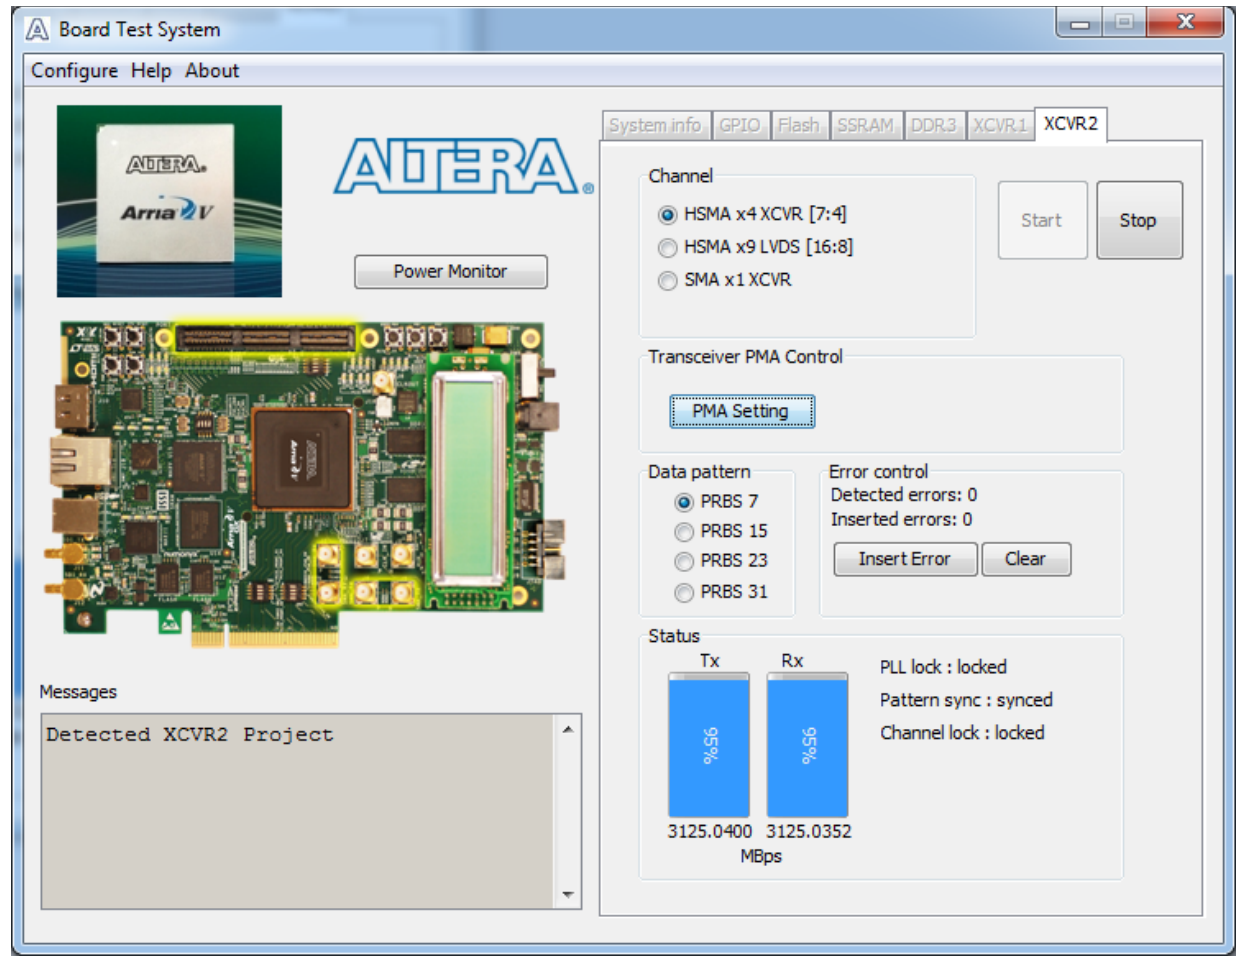 Board Test System
Configure Help About
ALTERA®
Arria V
ALTERA®
Power Monitor
System info GPIO Flash SSRAM DDR3 XCVR1 XCVR2
Channel
HSMA x4 XCVR [7:4]
HSMA x9 LVDS [16:8]
SMA x1 XCVR
Start Stop
Transceiver PMA Control
PMA Setting
Data pattern
PRBS 7
PRBS 15
PRBS 23
PRBS 31
Error control
Detected errors: 0
Inserted errors: 0
Insert Error Clear
Status
Tx Rx
95% 95%
3125.0400 3125.0352
MBps
PLL lock : locked
Pattern sync : synced
Channel lock : locked
ALTERA
Arria V
Messages
Detected XCVR2 Project